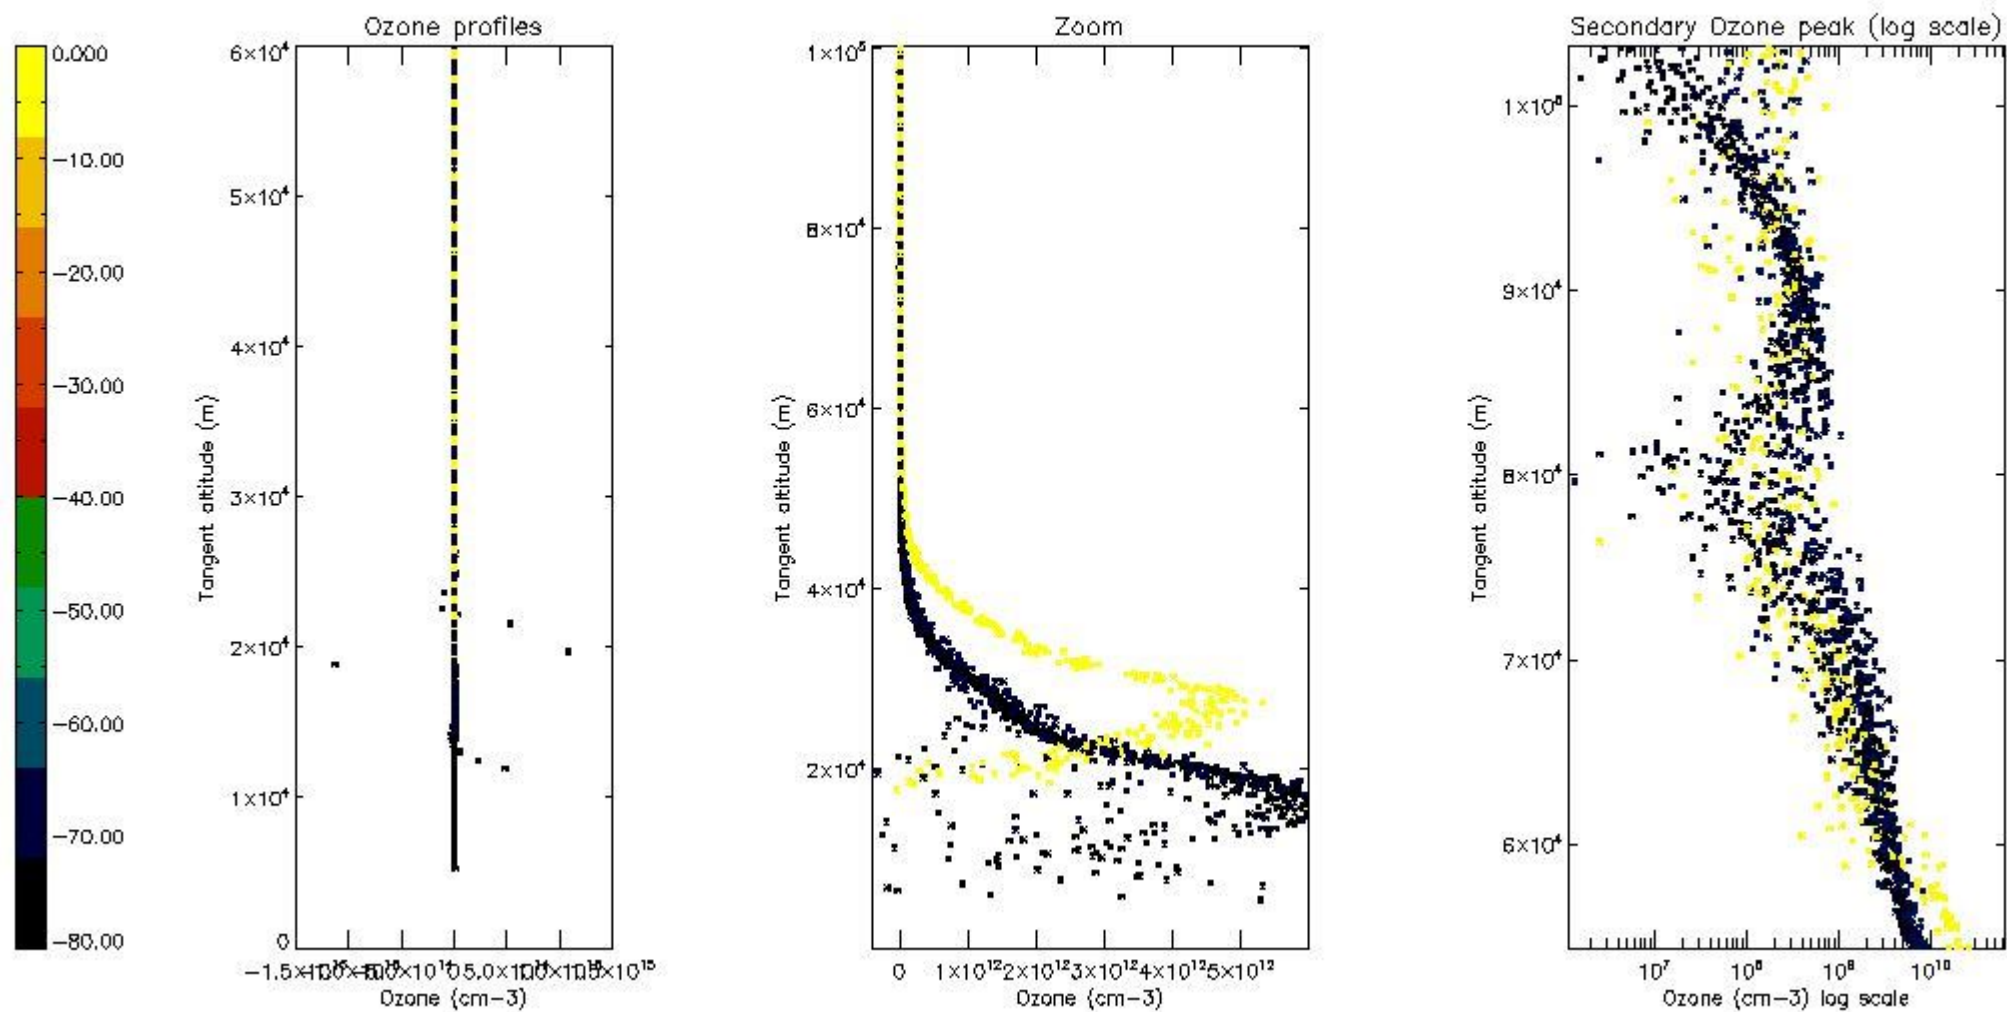 Ozone profiles
Zoom
Secondary Ozone peak (log scale)
0.000
−10.00
−20.00
−30.00
−40.00
−50.00
−60.00
−70.00
−80.00
6×10⁴
5×10⁴
4×10⁴
3×10⁴
2×10⁴
1×10⁴
0
Tangent altitude (m)
Ozone (cm−3)
1×10⁵
8×10⁴
6×10⁴
4×10⁴
2×10⁴
Tangent altitude (m)
0 1×10¹² 2×10¹² 3×10¹² 4×10¹² 5×10¹²
Ozone (cm−3)
1×10⁵
9×10⁴
8×10⁴
7×10⁴
6×10⁴
Tangent altitude (m)
10⁷ 10⁸ 10⁹ 10¹⁰
Ozone (cm−3) log scale